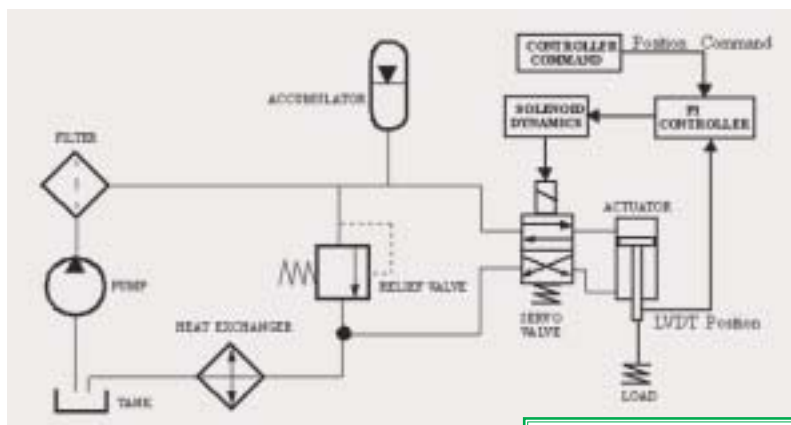 CONTROLLER
COMMAND
Position Command
ACCUMULATOR
SOLENOID
DYNAMICS
PI
CONTROLLER
FILTER
ACTUATOR
PUMP
RELIEF VALVE
HEAT EXCHANGER
SERVO
VALVE
LVDT Position
TANK
LOAD